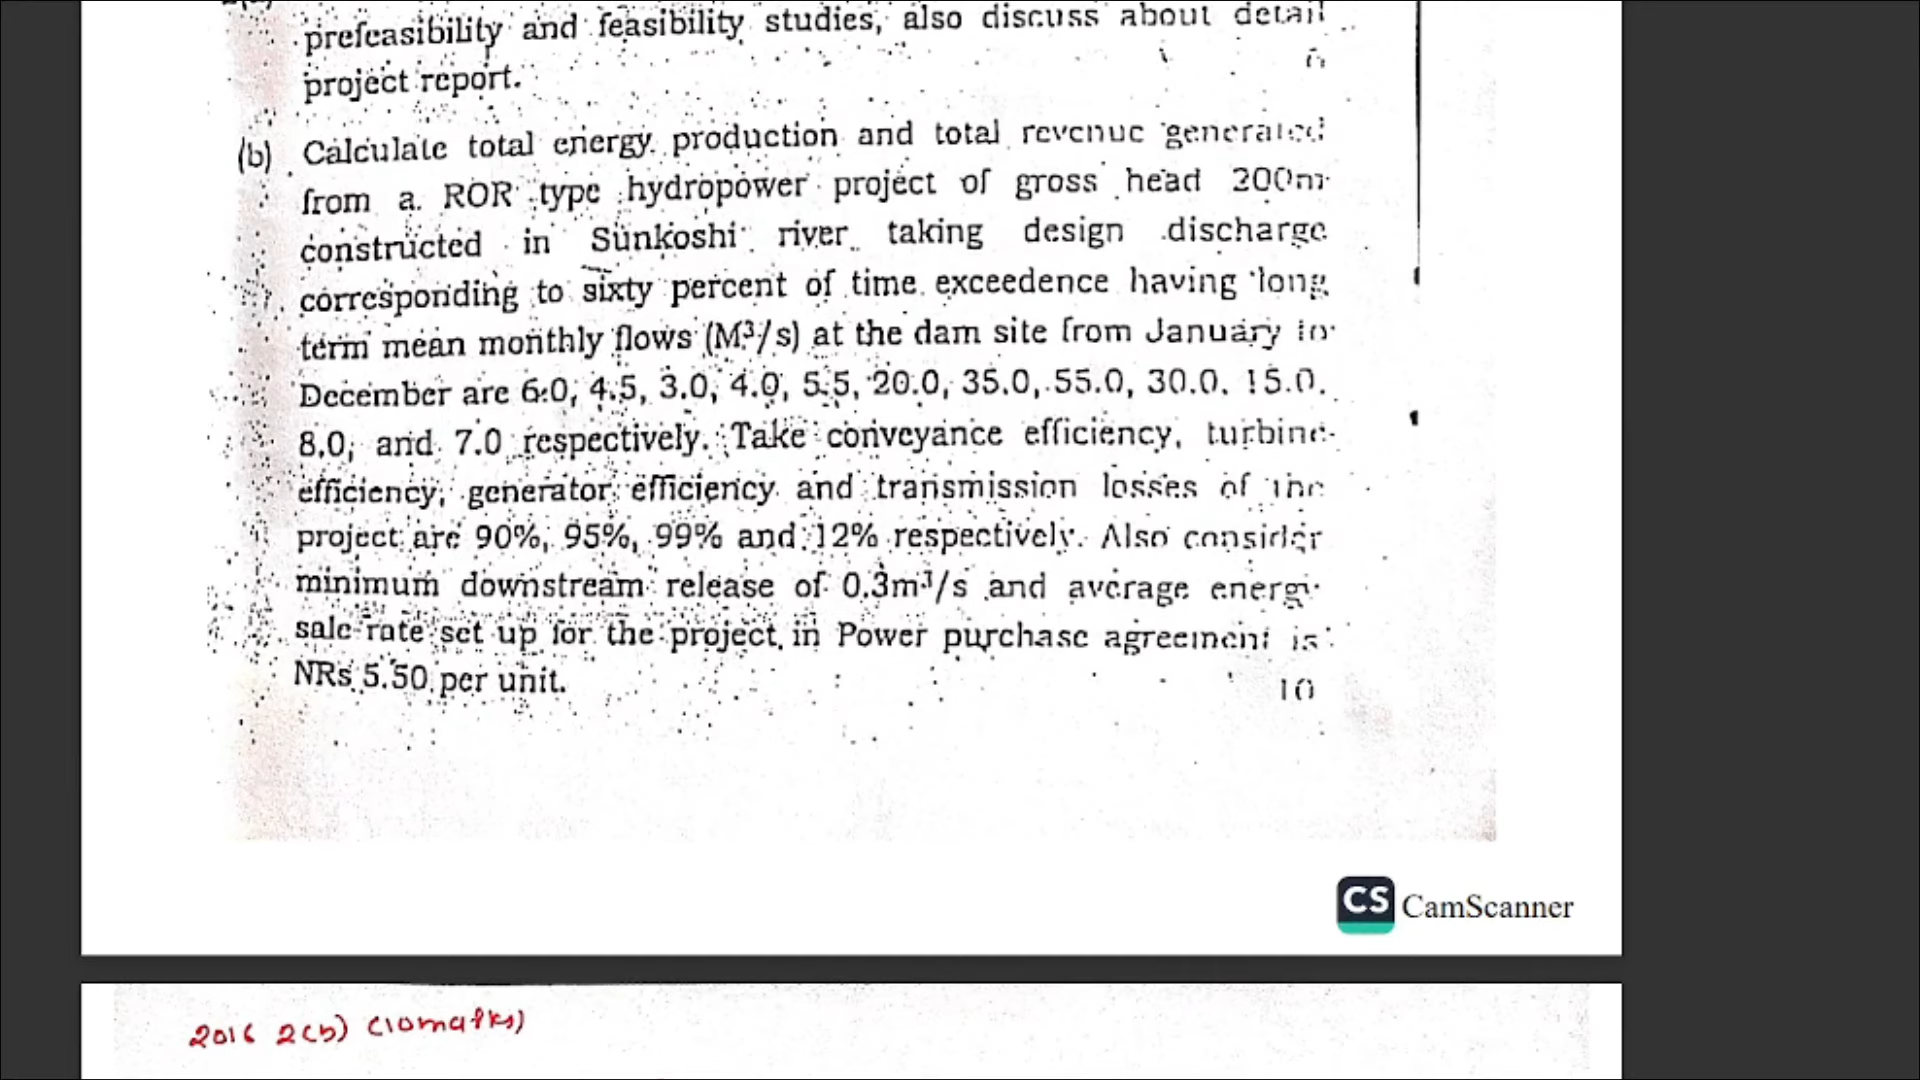 prefeasibility and feasibility studies, also discuss about detail
project report. 6
(b) Calculate total energy production and total revenue generated
from a ROR type hydropower project of gross head 200m
constructed in Sunkoshi river taking design discharge
corresponding to sixty percent of time exceedence having long
term mean monthly flows (M³/s) at the dam site from January to
December are 6.0, 4.5, 3.0, 4.0, 5.5, 20.0, 35.0, 55.0, 30.0, 15.0,
8.0, and 7.0 respectively. Take conveyance efficiency, turbine
efficiency, generator efficiency and transmission losses of the
project are 90%, 95%, 99% and 12% respectively. Also consider
minimum downstream release of 0.3m³/s and average energy
sale rate set up for the project in Power purchase agreement is
NRs 5.50 per unit. 10
CS CamScanner
2016 2(b) (10marks)